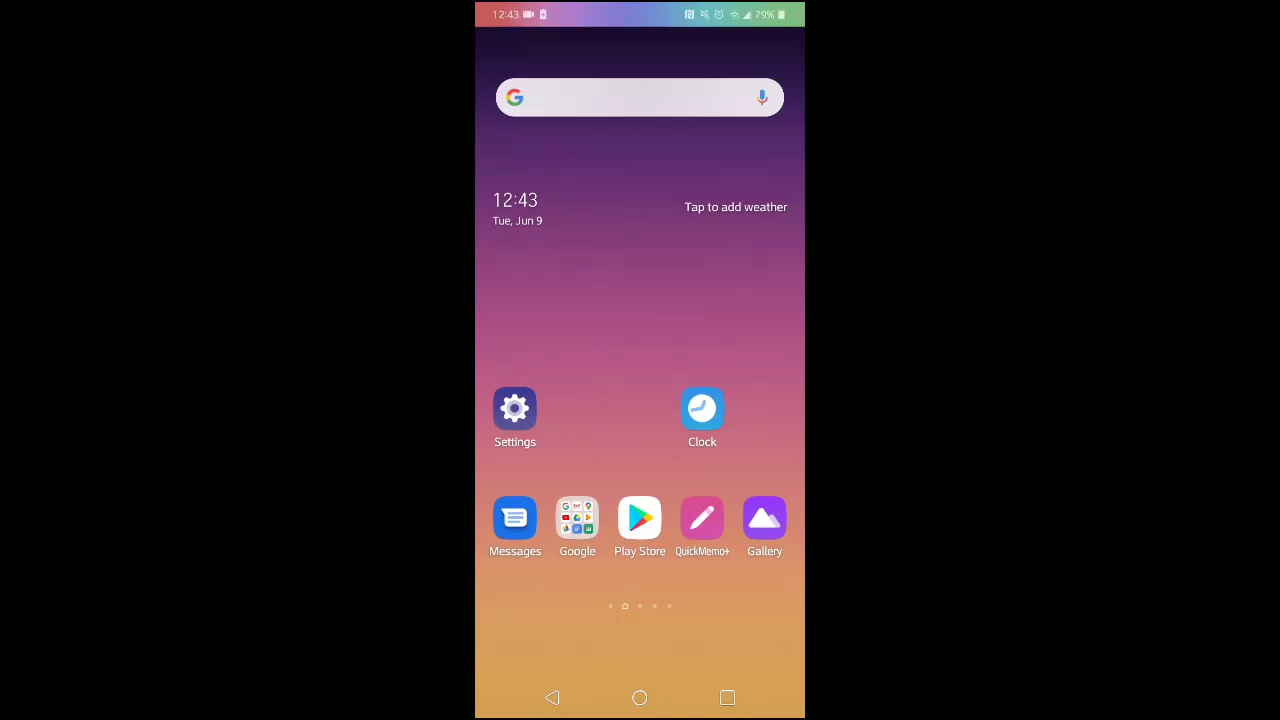 12:43 79%
12:43
Tap to add weather
Tue, Jun 9
Settings Clock
Messages Google Play Store QuickMemo+ Gallery